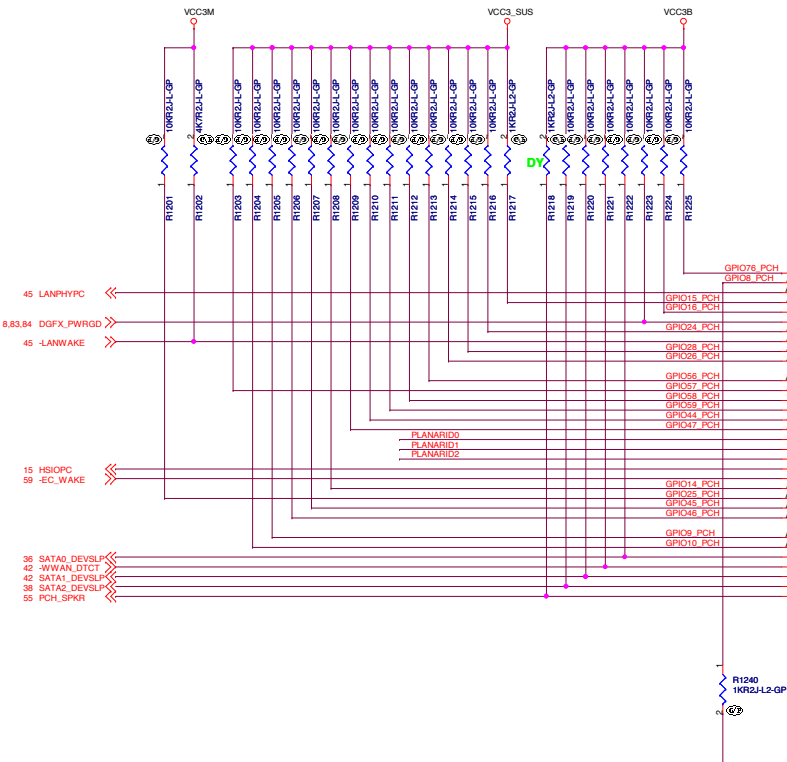 VCC3M
VCC3_SUS
VCC3B
10KR2J-L-GP
4K7R2J-L-GP
10KR2J-L-GP
10KR2J-L-GP
10KR2J-L-GP
10KR2J-L-GP
10KR2J-L-GP
10KR2J-L-GP
10KR2J-L-GP
10KR2J-L-GP
10KR2J-L-GP
10KR2J-L-GP
10KR2J-L-GP
10KR2J-L-GP
10KR2J-L-GP
10KR2J-L-GP
1KR2J-L2-GP
1KR2J-L2-GP
10KR2J-L-GP
10KR2J-L-GP
10KR2J-L-GP
10KR2J-L-GP
10KR2J-L-GP
10KR2J-L-GP
10KR2J-L-GP
DY
R1201
R1202
R1203
R1204
R1205
R1206
R1207
R1208
R1209
R1210
R1211
R1212
R1213
R1214
R1215
R1216
R1217
R1218
R1219
R1220
R1221
R1222
R1223
R1224
R1225
GPIO76_PCH
GPIO8_PCH
45 LANPHYPC
GPIO15_PCH
GPIO16_PCH
8,83,84 DGFX_PWRGD
GPIO24_PCH
45 -LANWAKE
GPIO28_PCH
GPIO26_PCH
GPIO56_PCH
GPIO57_PCH
GPIO58_PCH
GPIO59_PCH
GPIO44_PCH
GPIO47_PCH
PLANARID0
PLANARID1
PLANARID2
15 HSIOPC
59 -EC_WAKE
GPIO14_PCH
GPIO25_PCH
GPIO45_PCH
GPIO46_PCH
GPIO9_PCH
GPIO10_PCH
36 SATA0_DEVSLP
42 -WWAN_DTCT
42 SATA1_DEVSLP
38 SATA2_DEVSLP
55 PCH_SPKR
1
R1240
1KR2J-L2-GP
2